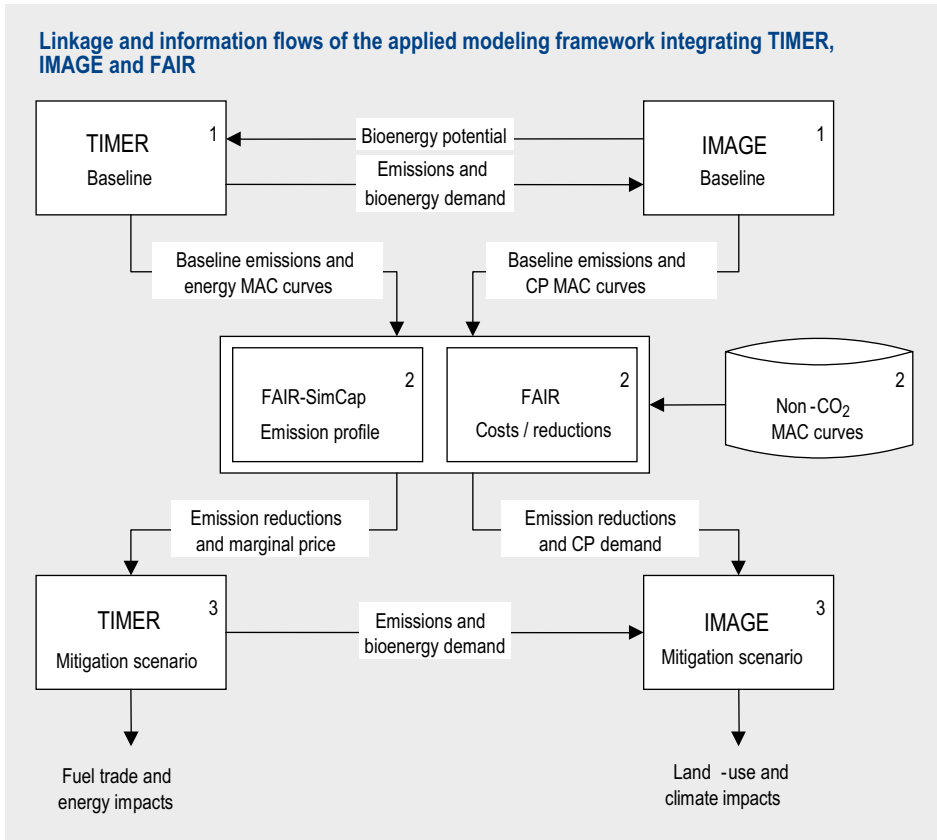 Linkage and information flows of the applied modeling framework integrating TIMER,
IMAGE and FAIR
1
TIMER
Baseline
Bioenergy potential
Emissions and
bioenergy demand
1
IMAGE
Baseline
Baseline emissions and
energy MAC curves
Baseline emissions and
CP MAC curves
2
FAIR-SimCap
Emission profile
2
FAIR
Costs / reductions
2
Non-CO₂
MAC curves
Emission reductions
and marginal price
Emission reductions
and CP demand
3
TIMER
Mitigation scenario
Emissions and
bioenergy demand
3
IMAGE
Mitigation scenario
Fuel trade and
energy impacts
Land -use and
climate impacts